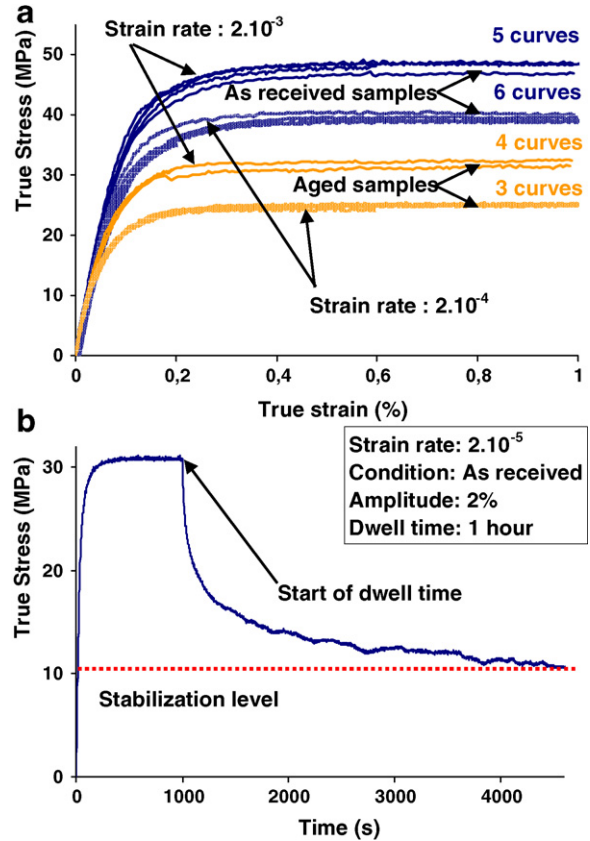 a
Strain rate : 2.10-3
5 curves
As received samples
6 curves
4 curves
Aged samples
3 curves
Strain rate : 2.10-4
True Stress (MPa)
60
50
40
30
20
10
0
0 0,2 0,4 0,6 0,8 1
True strain (%)
b
Strain rate: 2.10-5
Condition: As received
Amplitude: 2%
Dwell time: 1 hour
Start of dwell time
Stabilization level
True Stress (MPa)
30
20
10
0
0 1000 2000 3000 4000
Time (s)